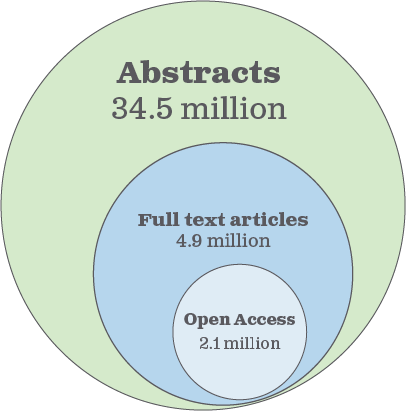 Abstracts
34.5 million
Full text articles
4.9 million
Open Access
2.1 million